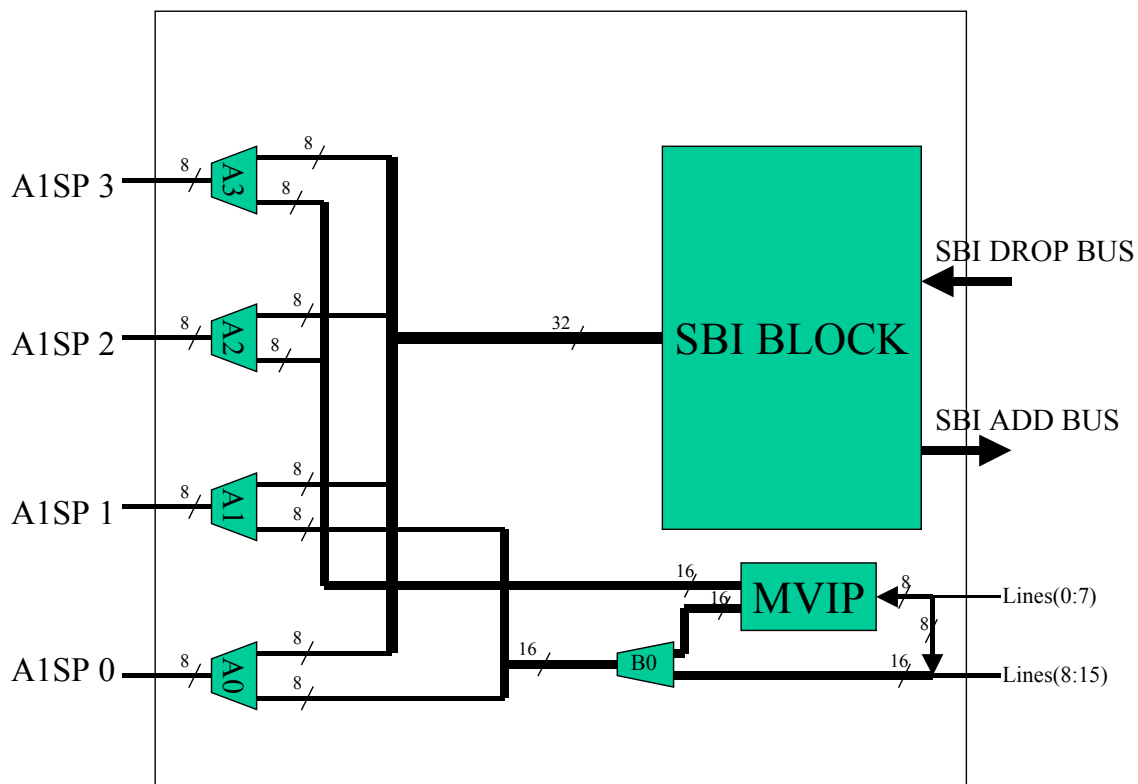 8
8
A3
8
A1SP 3
SBI DROP BUS
8
8
A2
8
A1SP 2
32
SBI BLOCK
SBI ADD BUS
8
8
A1
8
A1SP 1
16
16
MVIP
8
Lines(0:7)
8
8
8
A0
8
A1SP 0
16
B0
16
Lines(8:15)